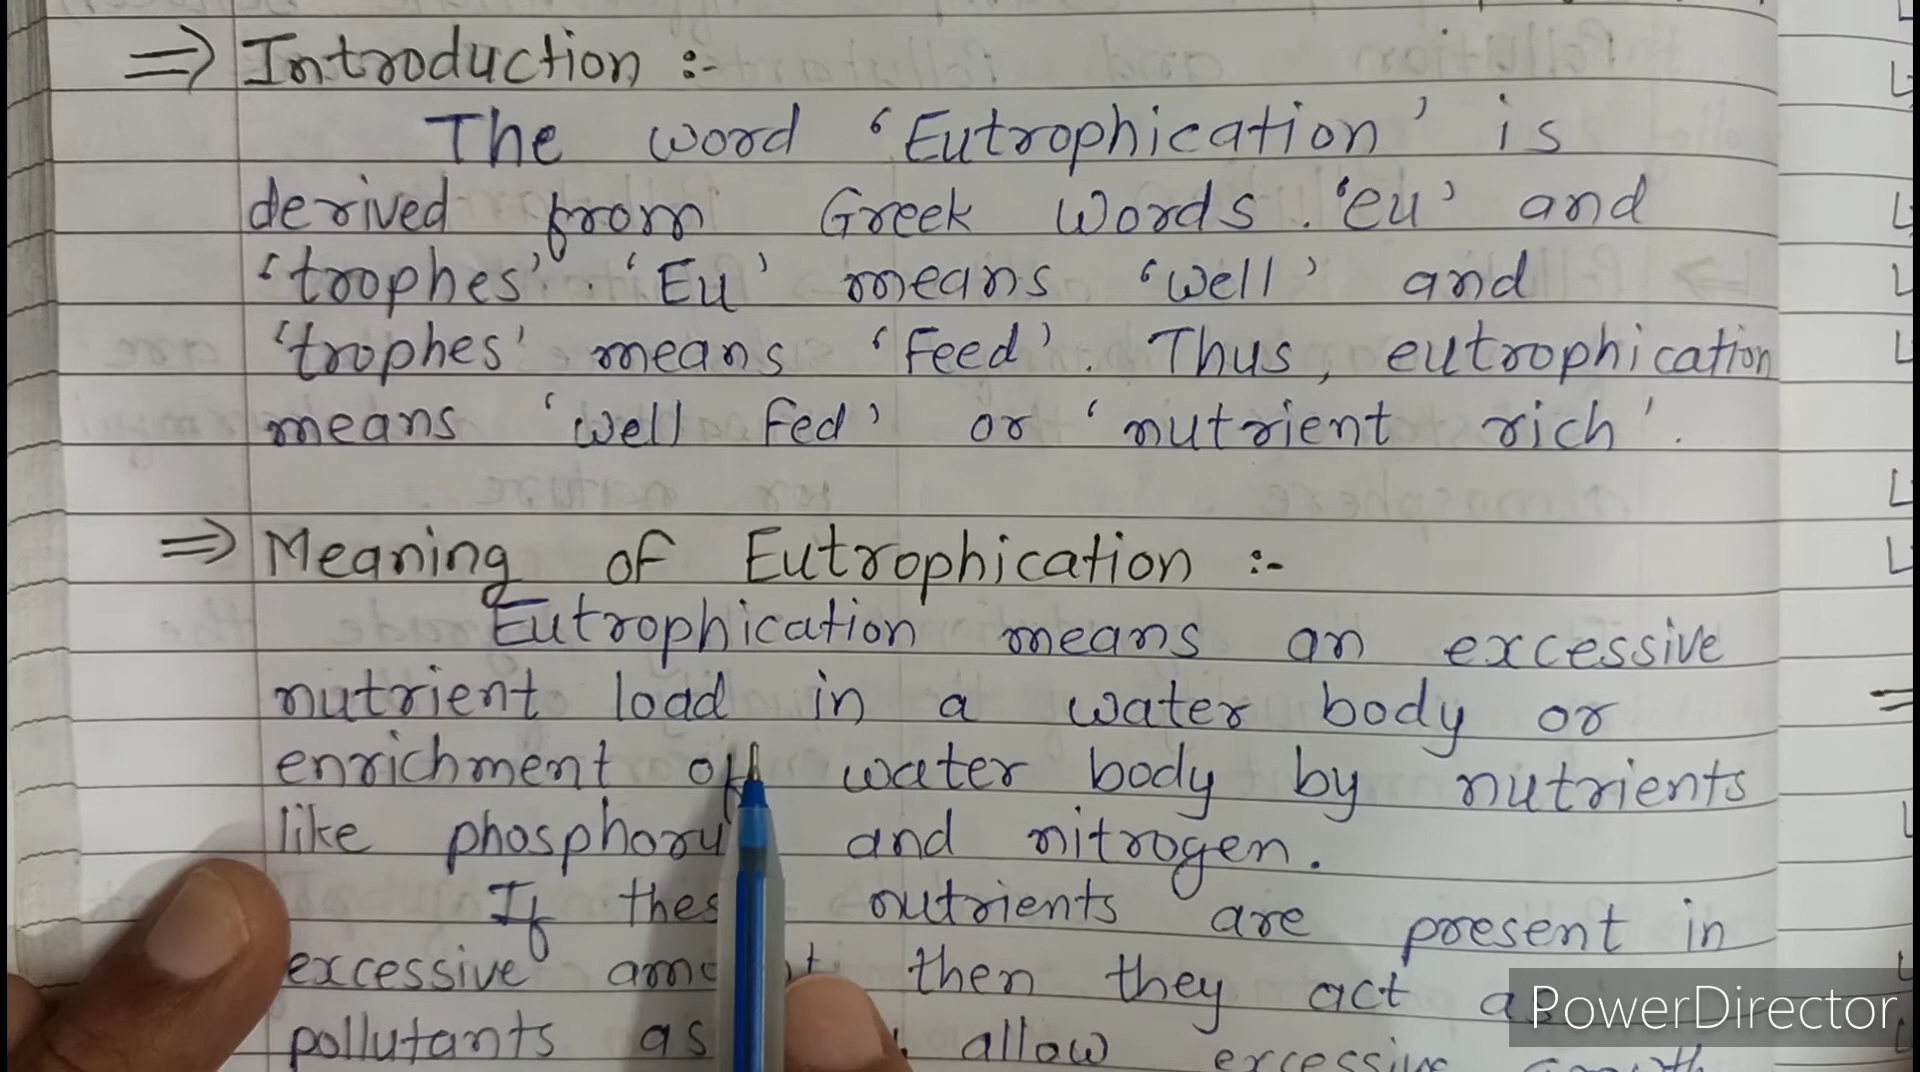 ⇒ Introduction :-
The word 'Eutrophication' is
derived from Greek words. 'eu' and
'trophes'. 'Eu' means 'well' and
'trophes' means 'Feed'. Thus, eutrophication
means 'well fed' or 'nutrient rich'.
⇒ Meaning of Eutrophication :-
Eutrophication means an excessive
nutrient load in a water body or
enrichment of water body by nutrients
like and nitrogen.
If nutrients are present in
excessive then they act as
pollutants as allow excessive
PowerDirector